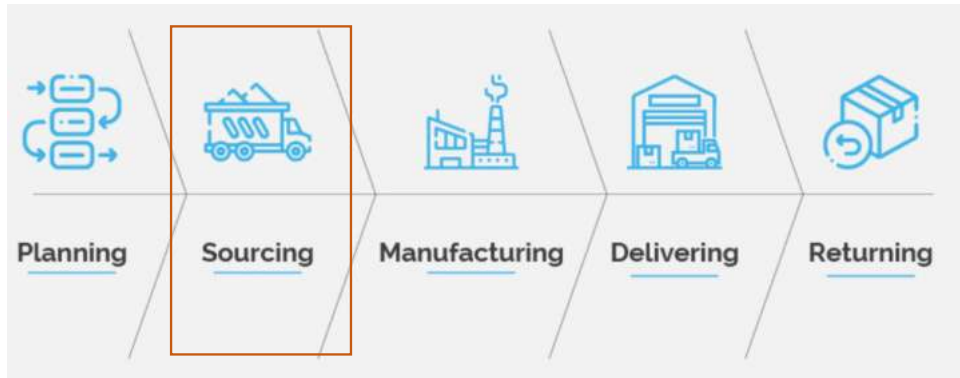 Planning
Sourcing
Manufacturing
Delivering
Returning